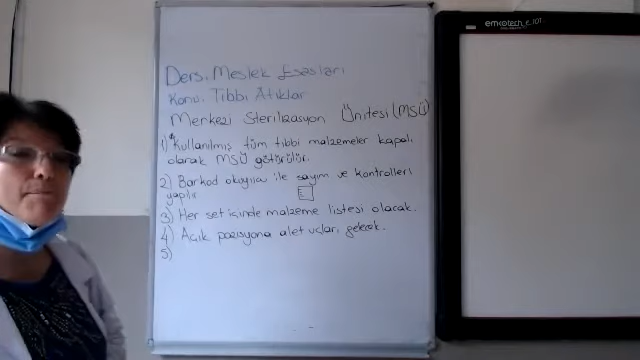 Ders: Meslek Esasları
Konu: Tıbbi Atıklar
Merkezi Sterilizasyon Ünitesi (MSÜ)
1) Kullanılmış tüm tıbbi malzemeler kapalı
olarak MSÜ götürülür.
2) Barkod okuyucu ile sayım ve kontrolleri
yapılır
3) Her set içinde malzeme listesi olacak.
4) Açık pozisyona alet uçları gelecek.
5)
emkotech